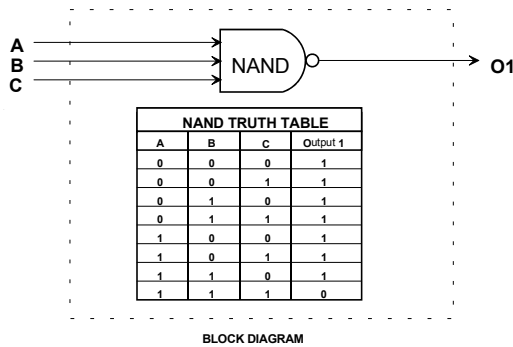 A
B
C
NAND
O1
NAND TRUTH TABLE
A B C Output 1
0 0 0 1
0 0 1 1
0 1 0 1
0 1 1 1
1 0 0 1
1 0 1 1
1 1 0 1
1 1 1 0
BLOCK DIAGRAM